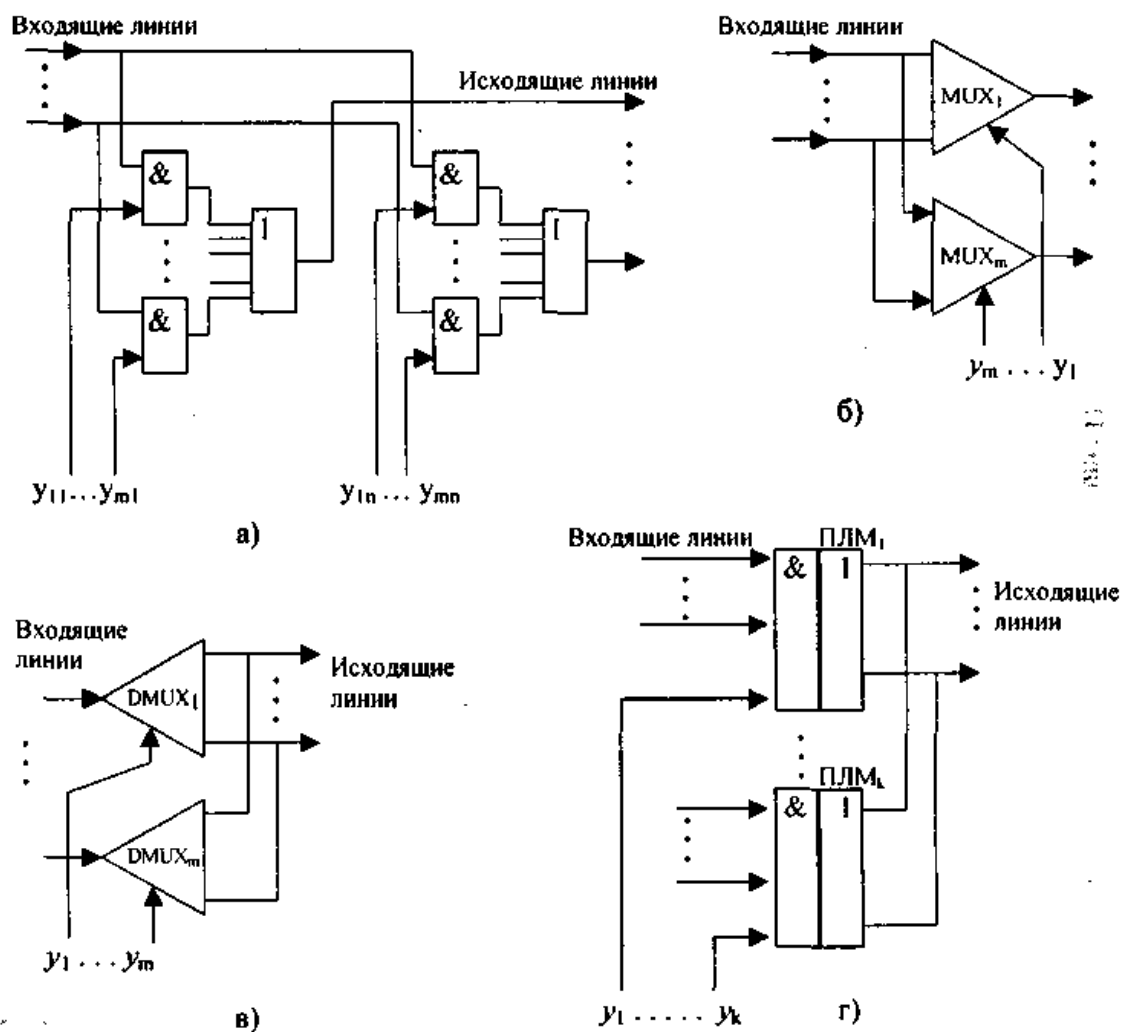 Входящие линии
Исходящие линии
&
&
1
1
&
&
y11...ym1
y1n... ymn
а)
Входящие линии
MUX1
MUXm
ym...y1
б)
Входящие
линии
DMUX1
Исходящие
линии
DMUXm
y1...ym
в)
Входящие линии
ПЛМ1
&
1
Исходящие
линии
ПЛМk
&
1
y1.....yk
г)